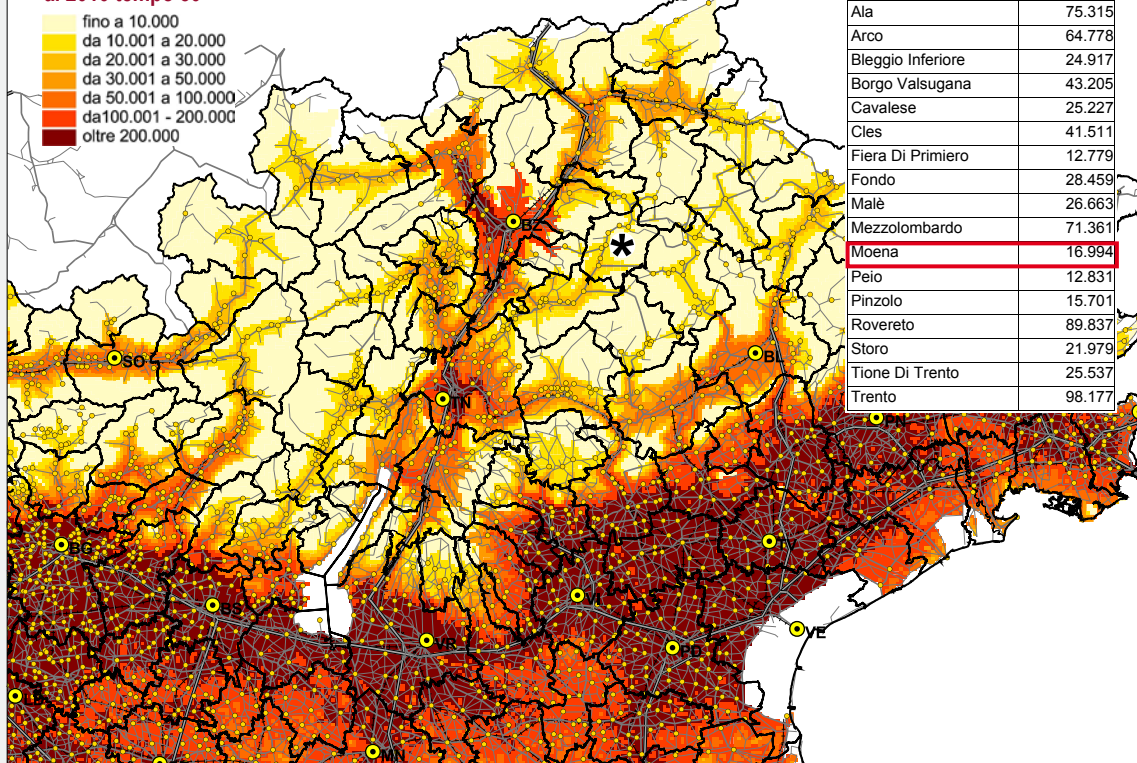 fino a 10.000
da 10.001 a 20.000
da 20.001 a 30.000
da 30.001 a 50.000
da 50.001 a 100.000
da100.001 - 200.000
oltre 200.000
Ala 75.315
Arco 64.778
Bleggio Inferiore 24.917
Borgo Valsugana 43.205
Cavalese 25.227
Cles 41.511
Fiera Di Primiero 12.779
Fondo 28.459
Malè 26.663
Mezzolombardo 71.361
Moena 16.994
Peio 12.831
Pinzolo 15.701
Rovereto 89.837
Storo 21.979
Tione Di Trento 25.537
Trento 98.177
BZ
*
SO
BL
TN
PN
BG
TV
BS
VI
VE
VR
PD
MN